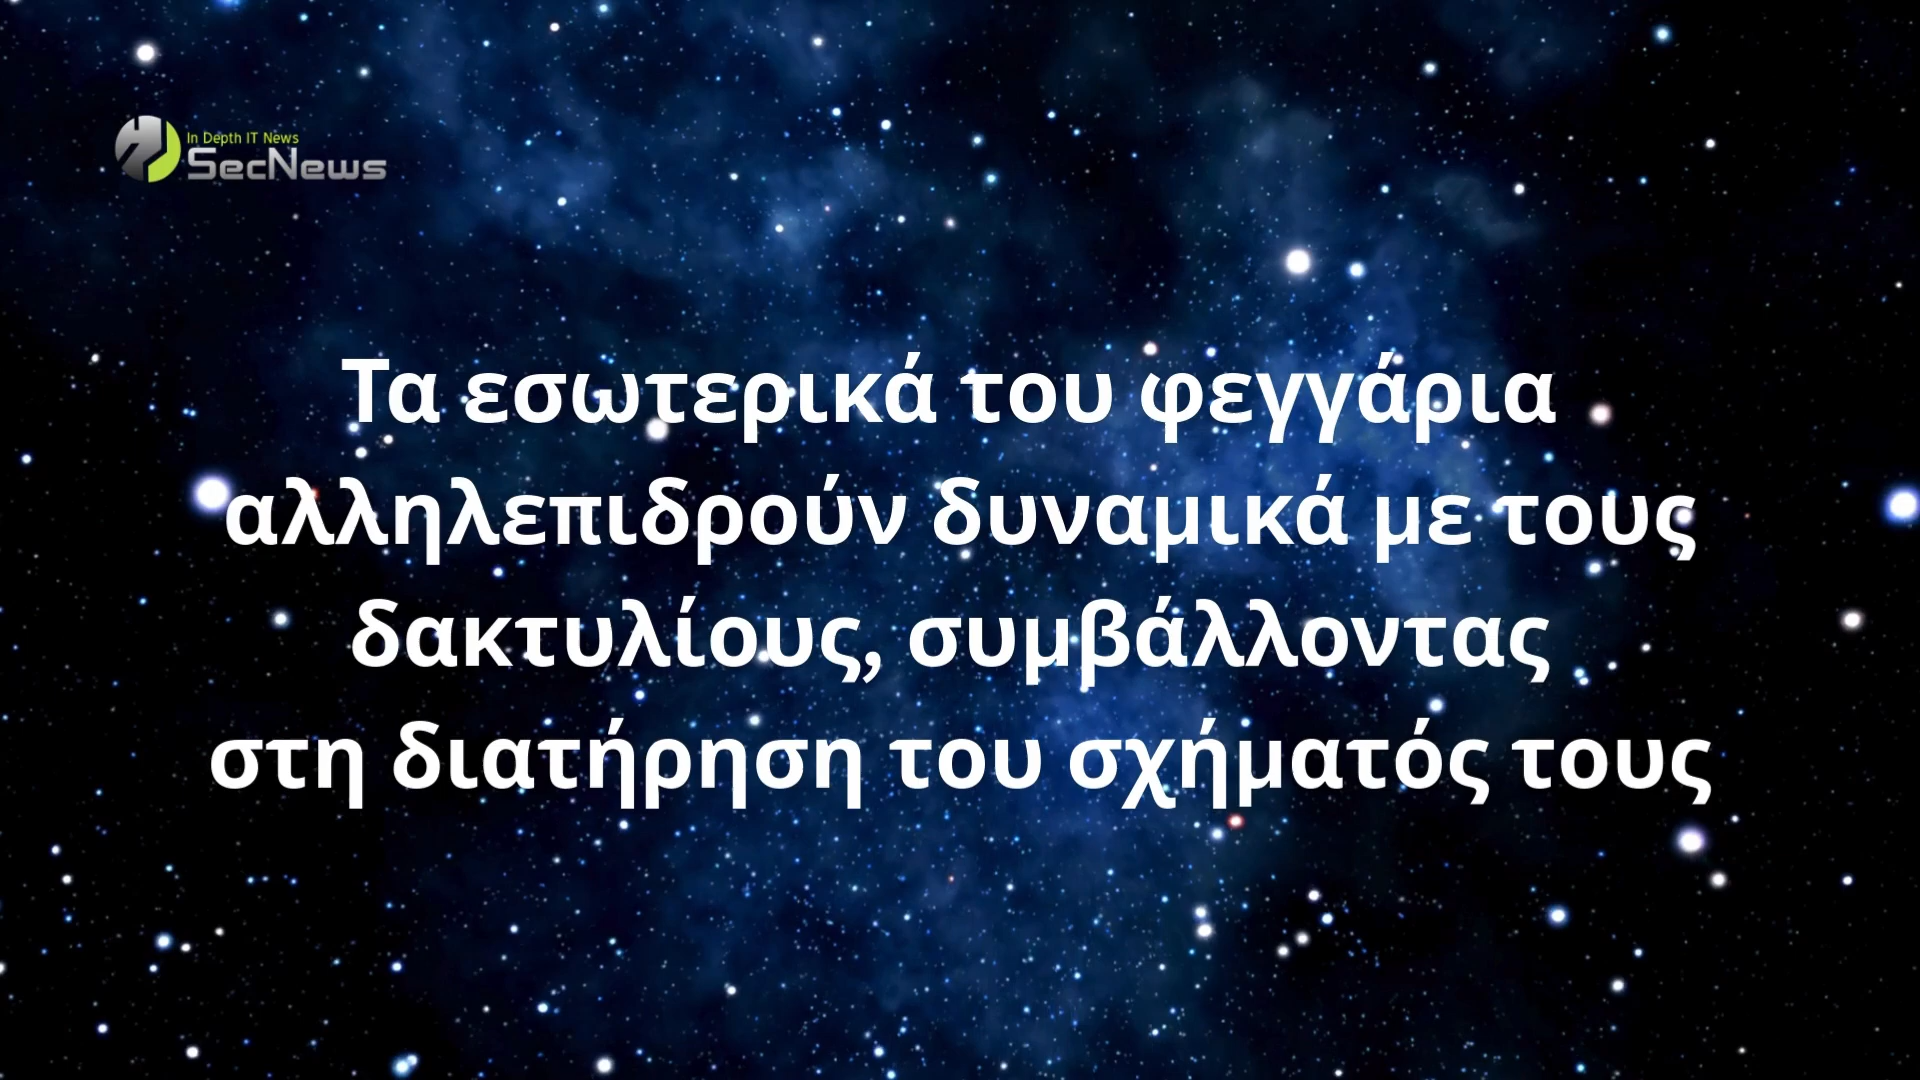 In Depth IT News
SecNews
Τα εσωτερικά του φεγγάρια
αλληλεπιδρούν δυναμικά με τους
δακτυλίους, συμβάλλοντας
στη διατήρηση του σχήματός τους